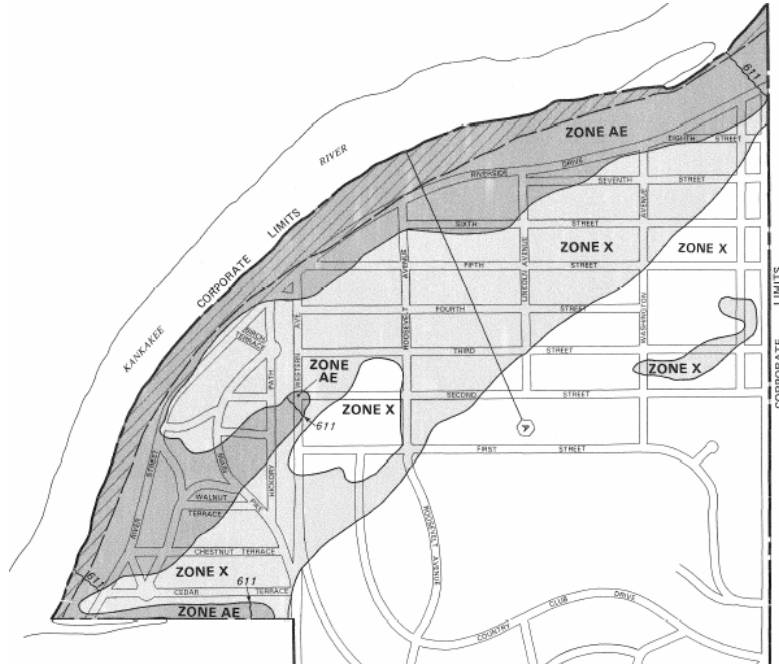 611
ZONE AE
EIGHTH STREET
RIVER
DRIVE
RIVERSIDE
SEVENTH STREET
AVENUE
CORPORATE LIMITS
SIXTH STREET
AVENUE
LINCOLN AVENUE
ZONE X
ZONE X
FIFTH STREET
LIMITS
KANKAKEE
BIRCH
TERRACE
AVE
FOURTH STREET
WASHINGTON
ROOSEVELT
THIRD STREET
ZONE
AE
WESTERN
PATH
ZONE X
CORPORATE
SECOND STREET
ZONE X
611
A
FIRST STREET
HICKORY
STREET
WALNUT
TERRACE
PIKE
RIVER
ROOSEVELT
AVENUE
CHESTNUT TERRACE
ZONE X
611
611
CEDAR TERRACE
ZONE AE
COUNTRY CLUB DRIVE